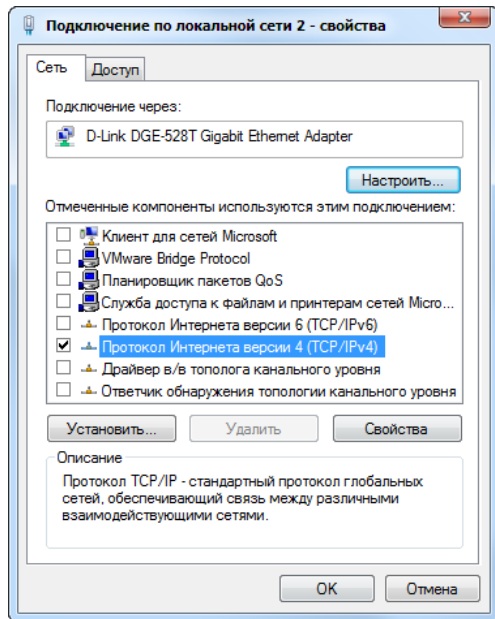 Подключение по локальной сети 2 - свойства
Сеть
Доступ
Подключение через:
D-Link DGE-528T Gigabit Ethernet Adapter
Настроить...
Отмеченные компоненты используются этим подключением:
Клиент для сетей Microsoft
VMware Bridge Protocol
Планировщик пакетов QoS
Служба доступа к файлам и принтерам сетей Micro...
Протокол Интернета версии 6 (TCP/IPv6)
Протокол Интернета версии 4 (TCP/IPv4)
Драйвер в/в тополога канального уровня
Ответчик обнаружения топологии канального уровня
Установить...
Удалить
Свойства
Описание
Протокол TCP/IP - стандартный протокол глобальных
сетей, обеспечивающий связь между различными
взаимодействующими сетями.
OK
Отмена